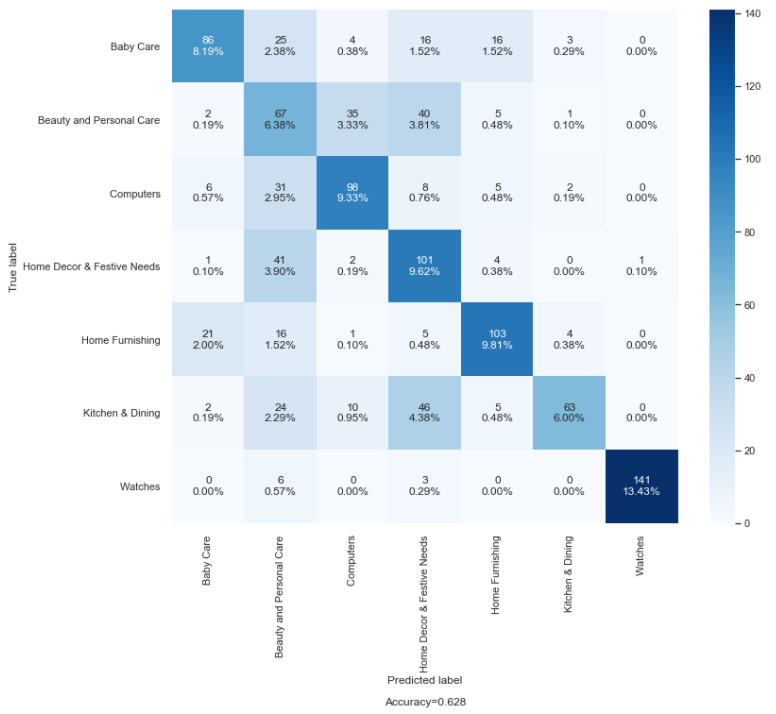 Baby Care 86 25 4 16 16 3 0
8.19% 2.38% 0.38% 1.52% 1.52% 0.29% 0.00%
Beauty and Personal Care 2 67 35 40 5 1 0
0.19% 6.38% 3.33% 3.81% 0.48% 0.10% 0.00%
Computers 6 31 98 8 5 2 0
0.57% 2.95% 9.33% 0.76% 0.48% 0.19% 0.00%
Home Decor & Festive Needs 1 41 2 101 4 0 1
0.10% 3.90% 0.19% 9.62% 0.38% 0.00% 0.10%
Home Furnishing 21 16 1 5 103 4 0
2.00% 1.52% 0.10% 0.48% 9.81% 0.38% 0.00%
Kitchen & Dining 2 24 10 46 5 63 0
0.19% 2.29% 0.95% 4.38% 0.48% 6.00% 0.00%
Watches 0 6 0 3 0 0 141
0.00% 0.57% 0.00% 0.29% 0.00% 0.00% 13.43%
True label
Baby Care
Beauty and Personal Care
Computers
Home Decor & Festive Needs
Home Furnishing
Kitchen & Dining
Watches
Predicted label
Accuracy=0.628
140
120
100
80
60
40
20
0